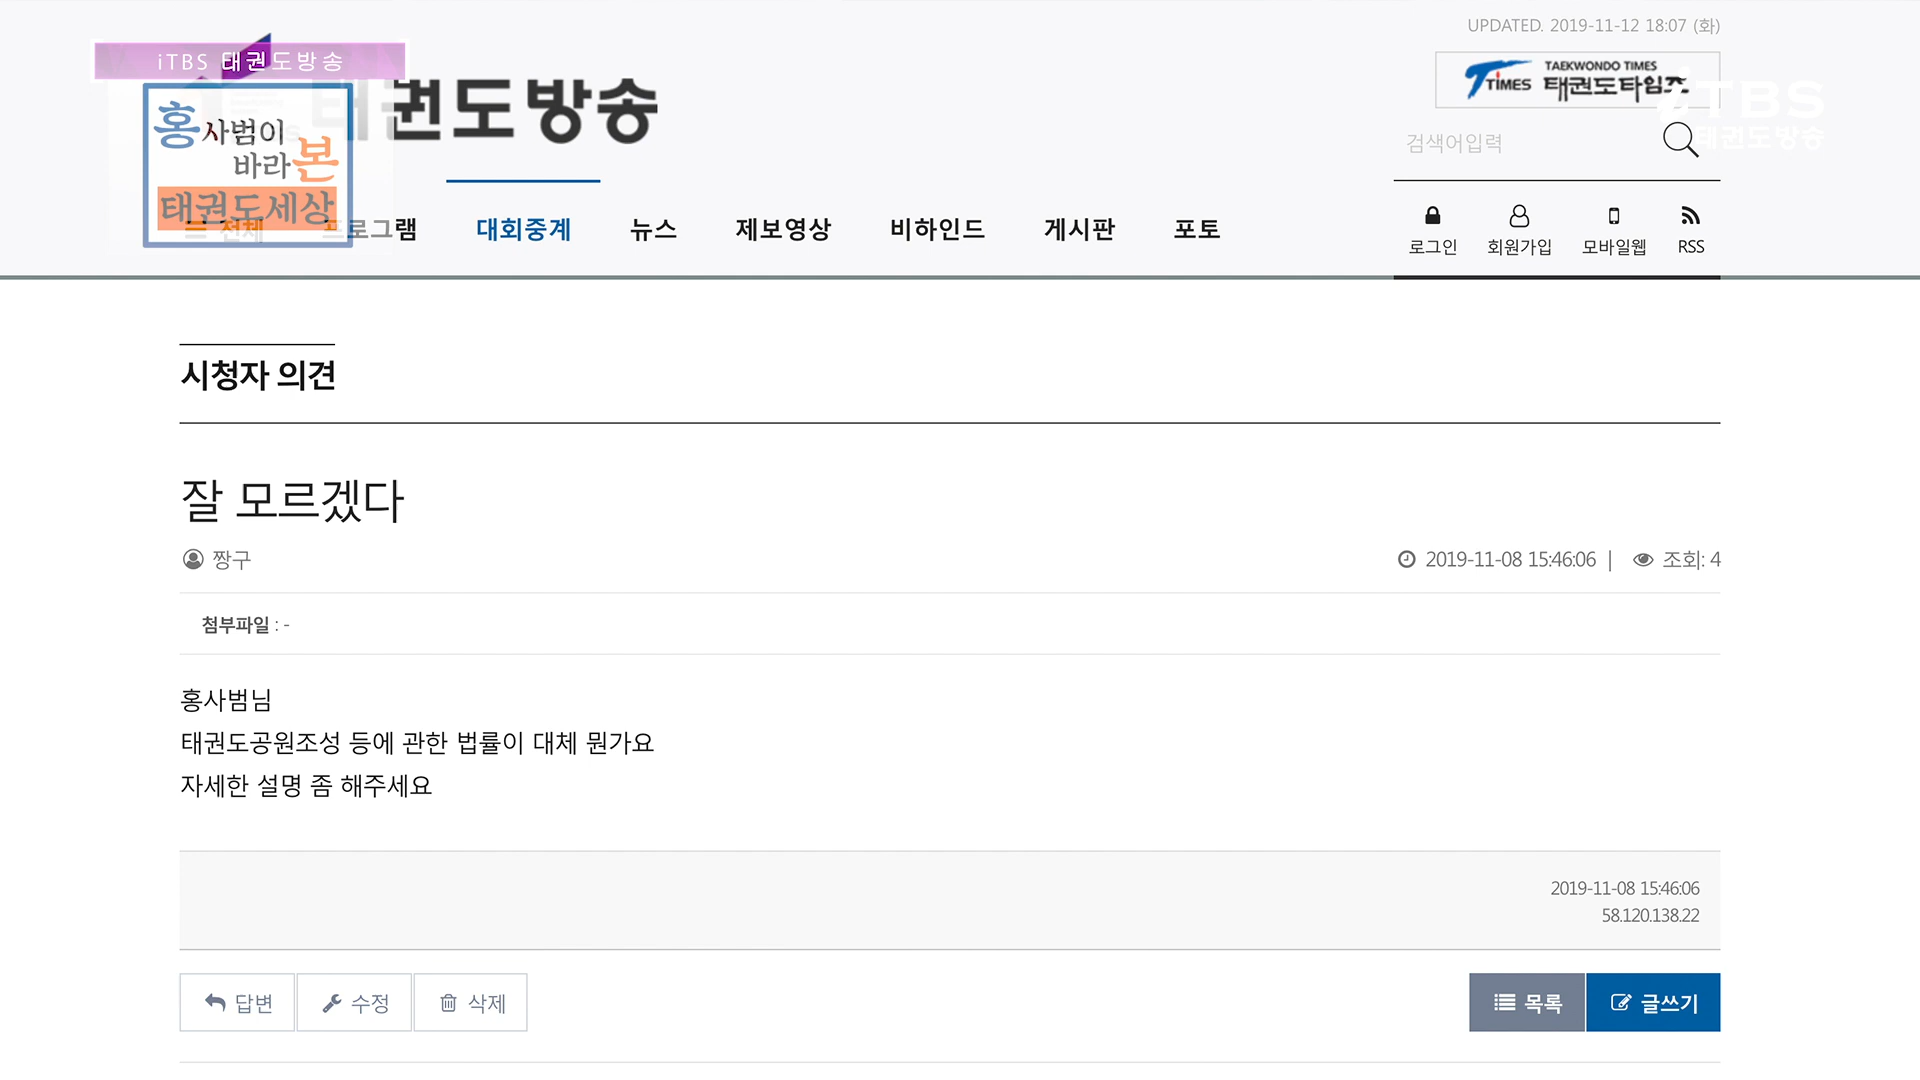 UPDATED. 2019-11-12 18:07 (화)
iTBS 태권도방송
TAEKWONDO TIMES
TIMES 태권도타임즈
iTBS
태권도방송
권도방송
홍사범이
바라본
태권도세상
검색어입력
전체 프로그램 대회중계 뉴스 제보영상 비하인드 게시판 포토
로그인 회원가입 모바일웹 RSS
시청자 의견
잘 모르겠다
짱구 2019-11-08 15:46:06 | 조회: 4
첨부파일 : -
홍사범님
태권도공원조성 등에 관한 법률이 대체 뭔가요
자세한 설명 좀 해주세요
2019-11-08 15:46:06
58.120.138.22
답변 수정 삭제 목록 글쓰기